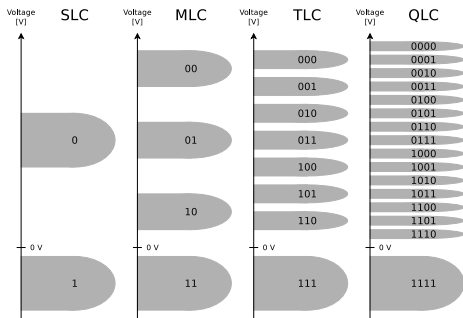 SLC
Voltage
[V]
0
0 V
1
MLC
Voltage
[V]
00
01
10
0 V
11
TLC
Voltage
[V]
000
001
010
011
100
101
110
0 V
111
QLC
Voltage
[V]
0000
0001
0010
0011
0100
0101
0110
0111
1000
1001
1010
1011
1100
1101
1110
0 V
1111